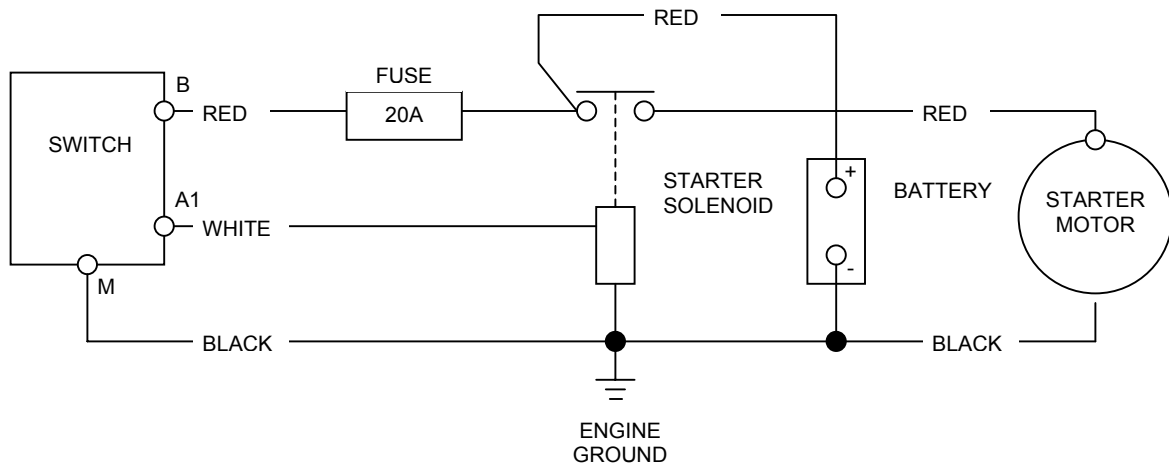 RED
B
FUSE
RED
20A
RED
SWITCH
A1
STARTER
SOLENOID
+
BATTERY
STARTER
MOTOR
WHITE
-
M
BLACK
BLACK
ENGINE
GROUND